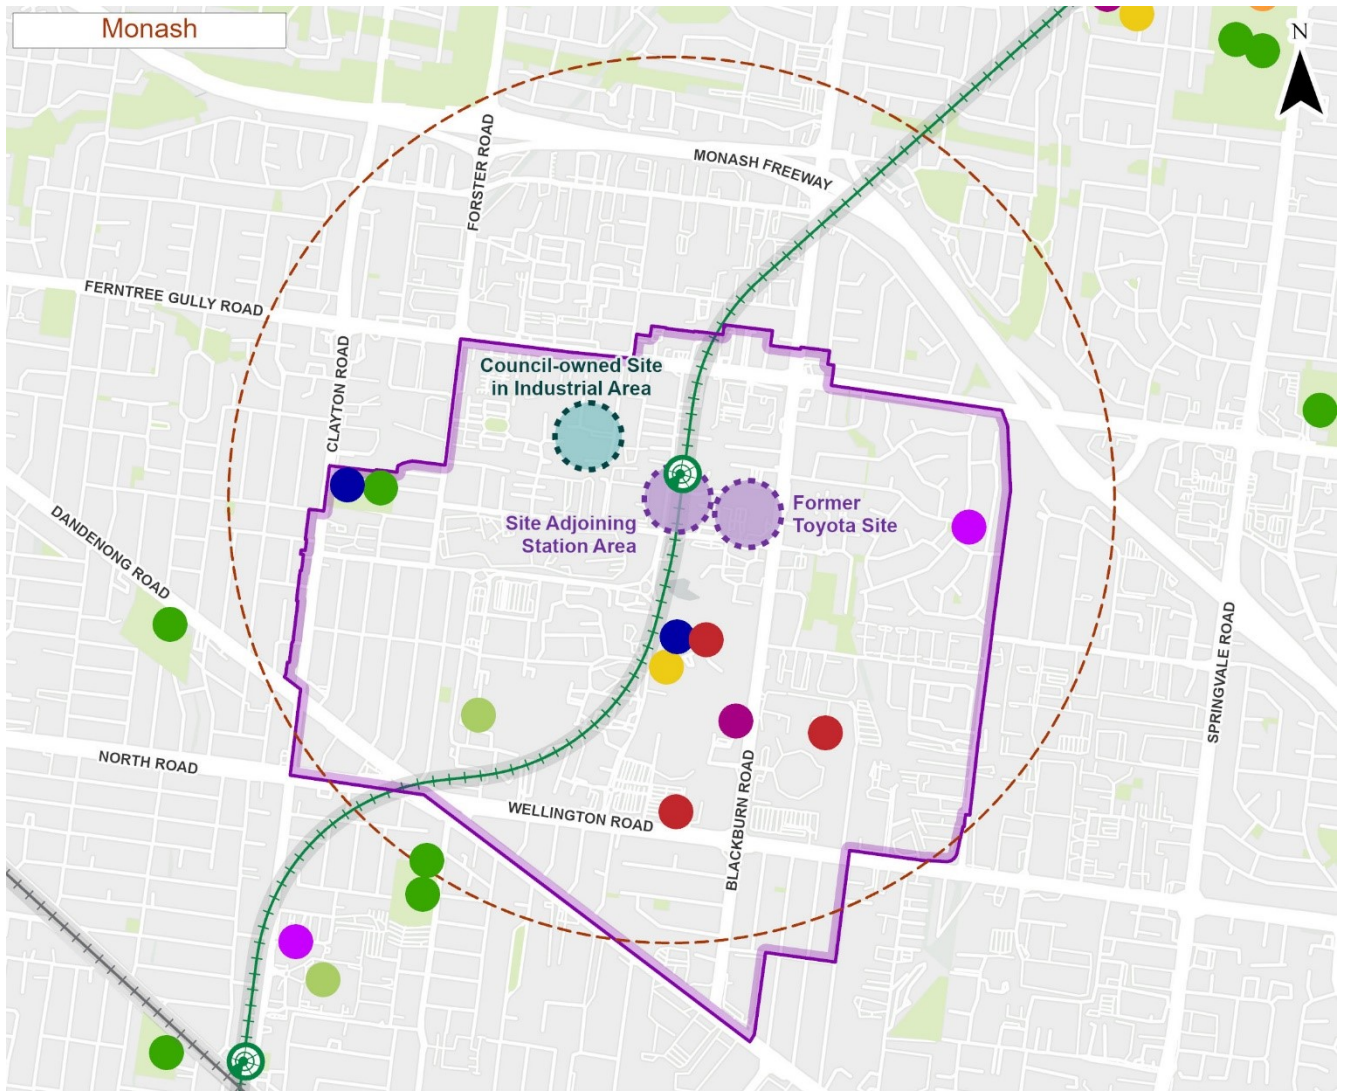 Monash
N
FORSTER ROAD
MONASH FREEWAY
FERNTREE GULLY ROAD
CLAYTON ROAD
Council-owned Site
in Industrial Area
Site Adjoining
Station Area
Former
Toyota Site
DANDENONG ROAD
SPRINGVALE ROAD
NORTH ROAD
WELLINGTON ROAD
BLACKBURN ROAD